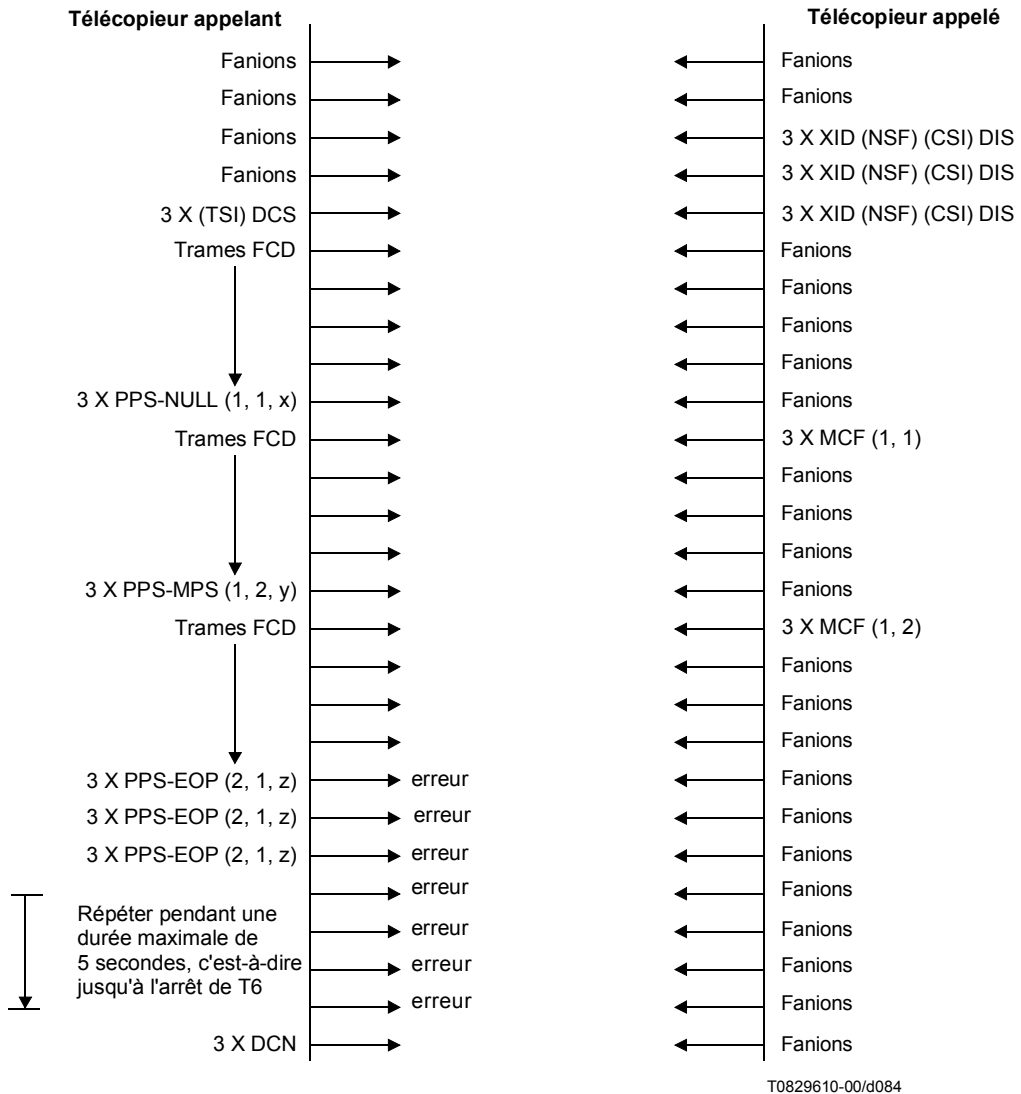 Télécopieur appelant Télécopieur appelé
Fanions Fanions
Fanions Fanions
Fanions 3 X XID (NSF) (CSI) DIS
Fanions 3 X XID (NSF) (CSI) DIS
3 X (TSI) DCS 3 X XID (NSF) (CSI) DIS
Trames FCD Fanions
Fanions
Fanions
Fanions
3 X PPS-NULL (1, 1, x) Fanions
Trames FCD 3 X MCF (1, 1)
Fanions
Fanions
Fanions
3 X PPS-MPS (1, 2, y) Fanions
Trames FCD 3 X MCF (1, 2)
Fanions
Fanions
Fanions
3 X PPS-EOP (2, 1, z) erreur Fanions
3 X PPS-EOP (2, 1, z) erreur Fanions
3 X PPS-EOP (2, 1, z) erreur Fanions
erreur Fanions
Répéter pendant une
durée maximale de erreur Fanions
5 secondes, c'est-à-dire erreur Fanions
jusqu'à l'arrêt de T6
erreur Fanions
3 X DCN Fanions
T0829610-00/d084